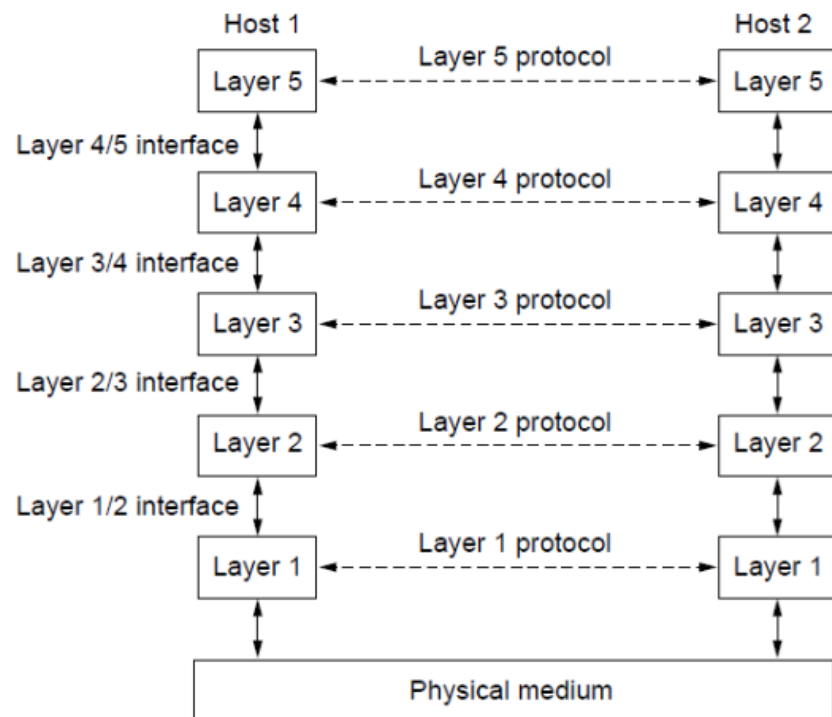 Host 1
Host 2
Layer 5
Layer 5 protocol
Layer 5
Layer 4/5 interface
Layer 4
Layer 4 protocol
Layer 4
Layer 3/4 interface
Layer 3
Layer 3 protocol
Layer 3
Layer 2/3 interface
Layer 2
Layer 2 protocol
Layer 2
Layer 1/2 interface
Layer 1
Layer 1 protocol
Layer 1
Physical medium